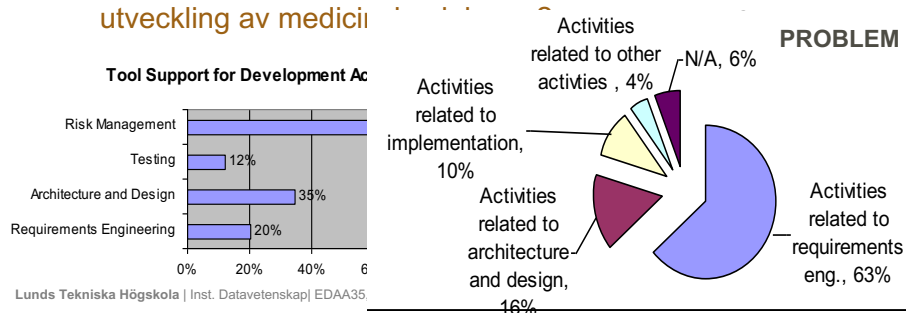 utveckling av
PROBLEM
Tool Support for Development
Risk Management
Testing
12%
Architecture and Design
35%
Requirements Engineering
20%
0%
20%
40%
Lunds Tekniska Högskola | Inst. Datavetenskap| EDAA35,
Activities
related to other
activties , 4%
N/A, 6%
Activities
related to
implementation,
10%
Activities
related to
architecture
and design,
16%
Activities
related to
requirements
eng., 63%